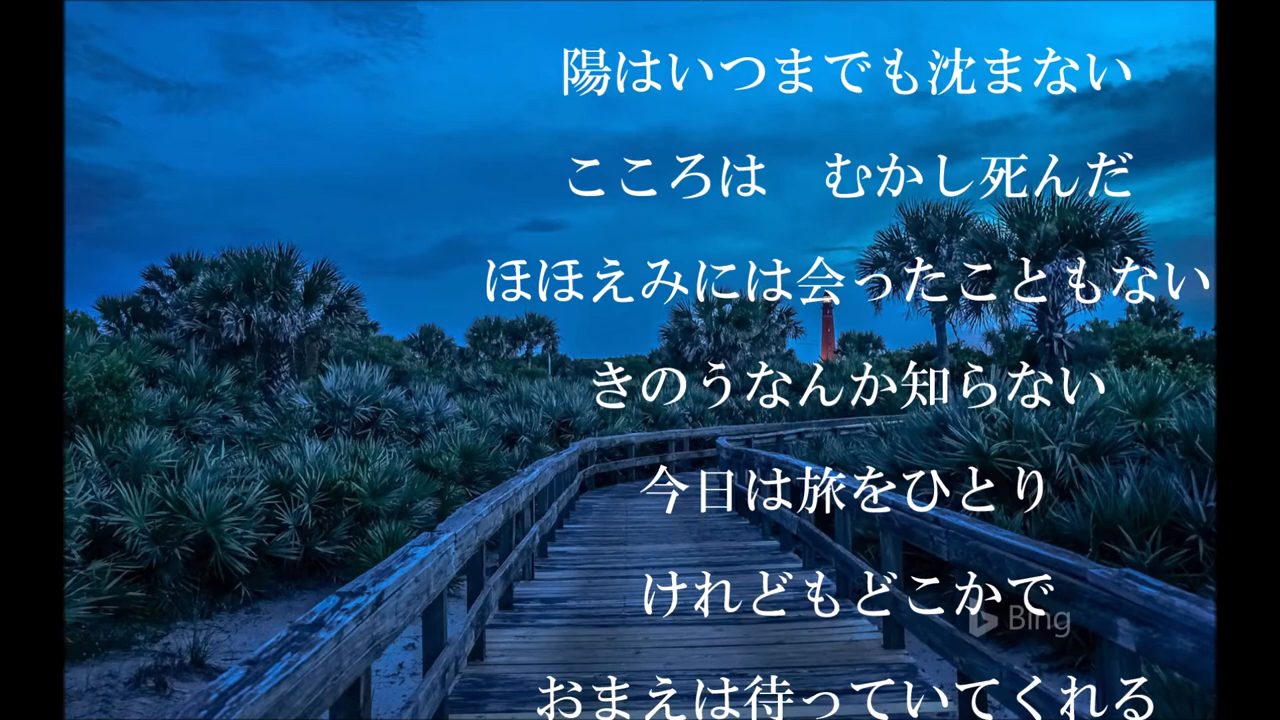 陽はいつまでも沈まない
こころは　むかし死んだ
ほほえみには会ったこともない
きのうなんか知らない
今日は旅をひとり
けれどもどこかで
Bing
おまえは待っていてくれる